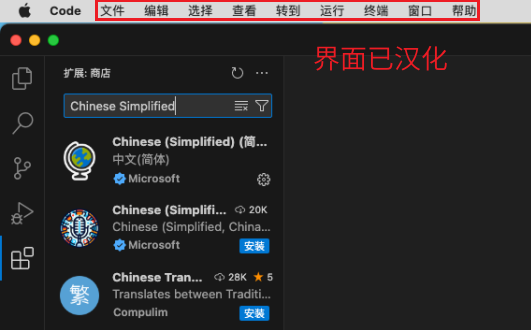 Code 文件 编辑 选择 查看 转到 运行 终端 窗口 帮助
界面已汉化
扩展: 商店
Chinese Simplified
Chinese (Simplified) (简...
中文(简体)
Microsoft
Chinese (Simplifi... 20K
Chinese (Simplified, China...
Microsoft 安装
繁
Chinese Tran... 28K 5
Translates between Traditi...
Compulim 安装